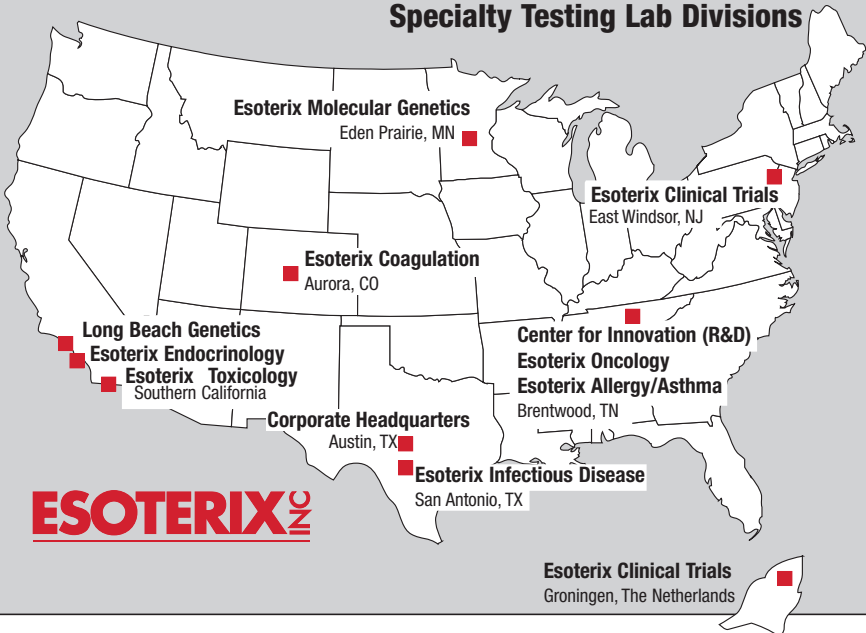 Specialty Testing Lab Divisions
Esoterix Molecular Genetics
Eden Prairie, MN
Esoterix Clinical Trials
East Windsor, NJ
Esoterix Coagulation
Aurora, CO
Long Beach Genetics
Esoterix Endocrinology
Esoterix Toxicology
Southern California
Center for Innovation (R&D)
Esoterix Oncology
Esoterix Allergy/Asthma
Brentwood, TN
Corporate Headquarters
Austin, TX
Esoterix Infectious Disease
San Antonio, TX
ESOTERIX INC
Esoterix Clinical Trials
Groningen, The Netherlands